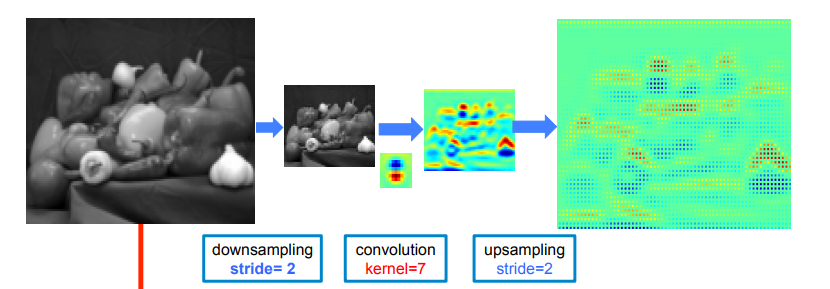 downsampling
stride= 2
convolution
kernel=7
upsampling
stride=2